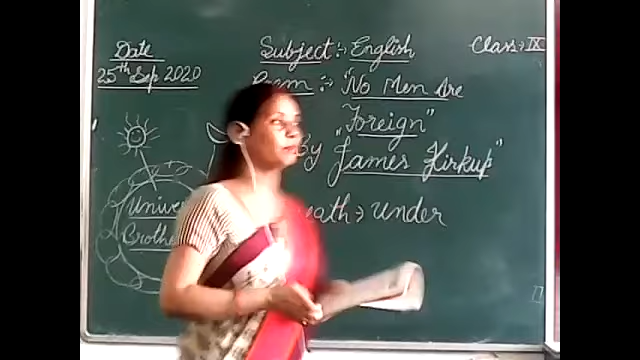 Date
25th Sep 2020
Subject :- English
Class :- IX
Poem :- "No Men Are
Foreign"
By James Kirkup"
Univer
Brothe
eath :> under